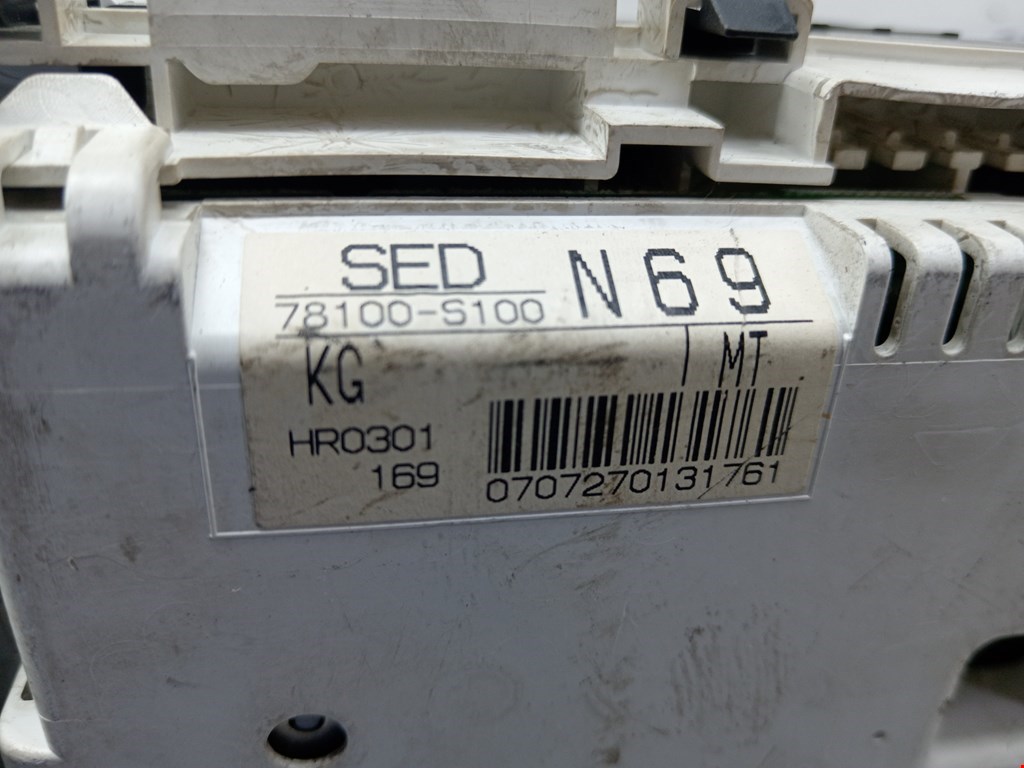 SED N69
78100-S100
KG MT
HR0301
169 0707270131761